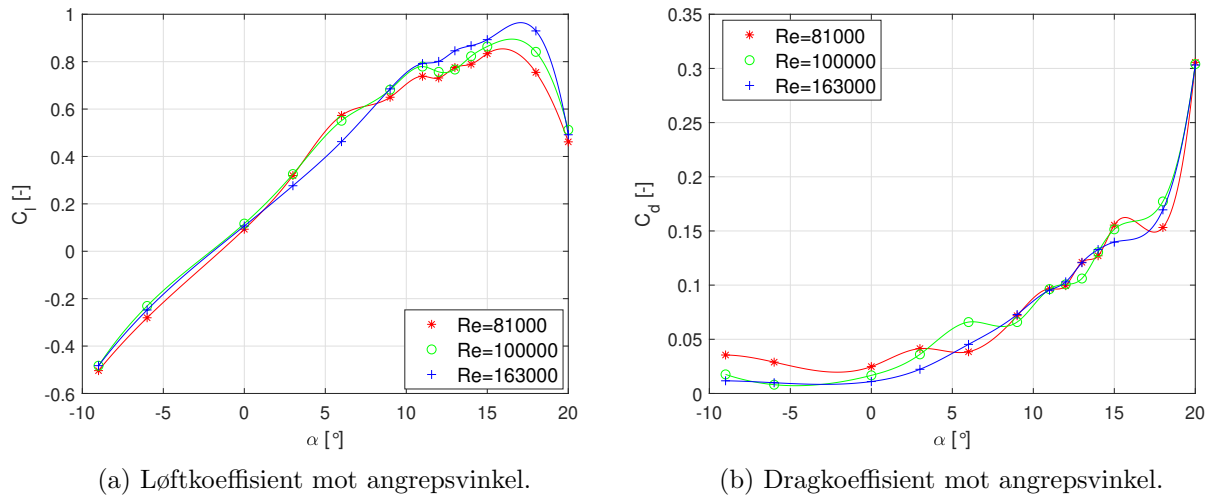 1
0.8
0.6
0.4
0.2
0
-0.2
-0.4
-0.6
C_l [-]
-10 -5 0 5 10 15 20
α [°]
Re=81000
Re=100000
Re=163000
(a) Løftkoeffisient mot angrepsvinkel.
0.35
0.3
0.25
0.2
0.15
0.1
0.05
0
C_d [-]
-10 -5 0 5 10 15 20
α [°]
Re=81000
Re=100000
Re=163000
(b) Dragkoeffisient mot angrepsvinkel.